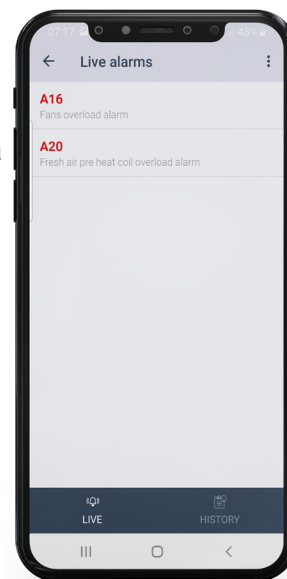 07:17 48%
Live alarms
A16
Fans overload alarm
A20
Fresh air pre heat coil overload alarm
LIVE HISTORY